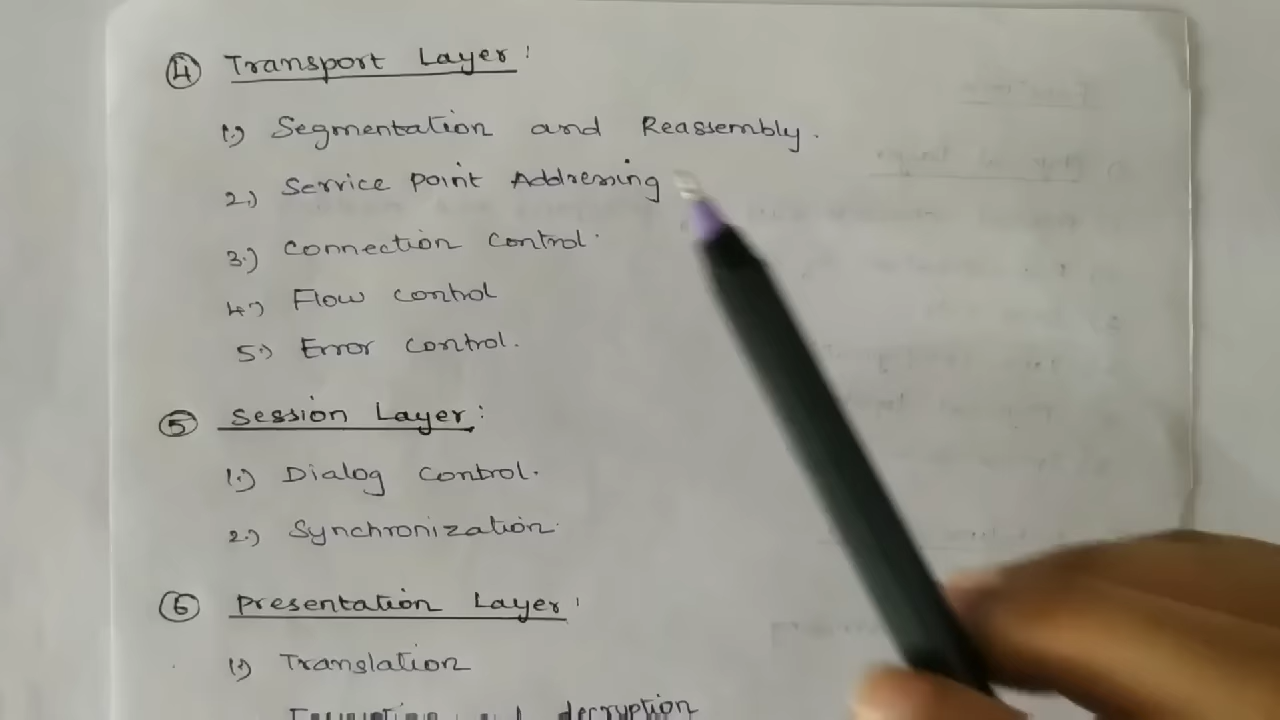 ④ Transport Layer:
1.) Segmentation and Reassembly.
2.) Service point Addressing
3.) Connection control.
4.) Flow control
5.) Error control.
⑤ Session Layer:
1.) Dialog control.
2.) Synchronization.
⑥ presentation Layer:
1.) Translation
decryption